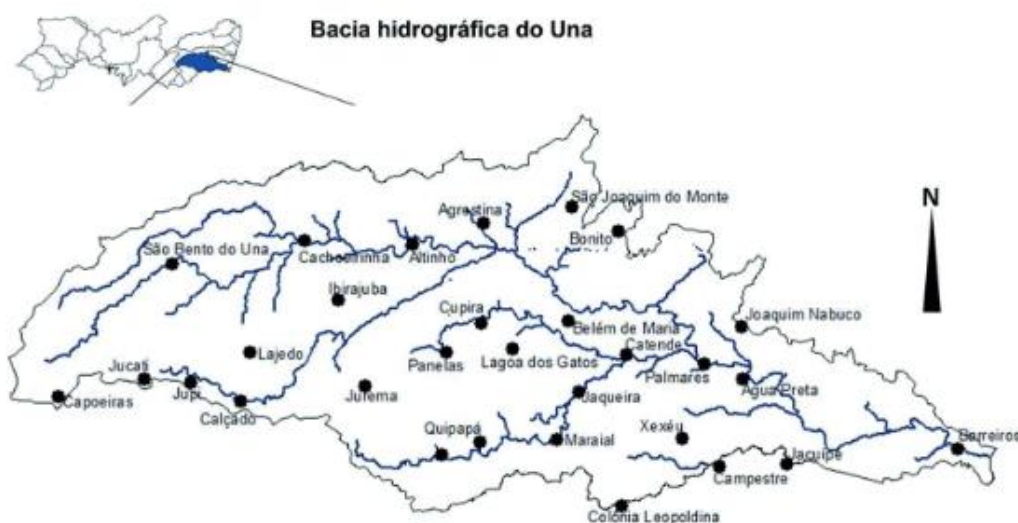 Bacia hidrográfica do Una
N
São Joaquim do Monte
Agrestina
Bonito
São Bento do Una
Cachoeirinha
Altinho
Ibirajuba
Cupira
Belém de Maria
Joaquim Nabuco
Catende
Lajedo
Panelas
Lagoa dos Gatos
Palmares
Jucati
Jupi
Jurema
Jaqueira
Água Preta
Capoeiras
Calçado
Quipapá
Maraial
Xexéu
Barreiros
Jacuípe
Campestre
Colônia Leopoldina